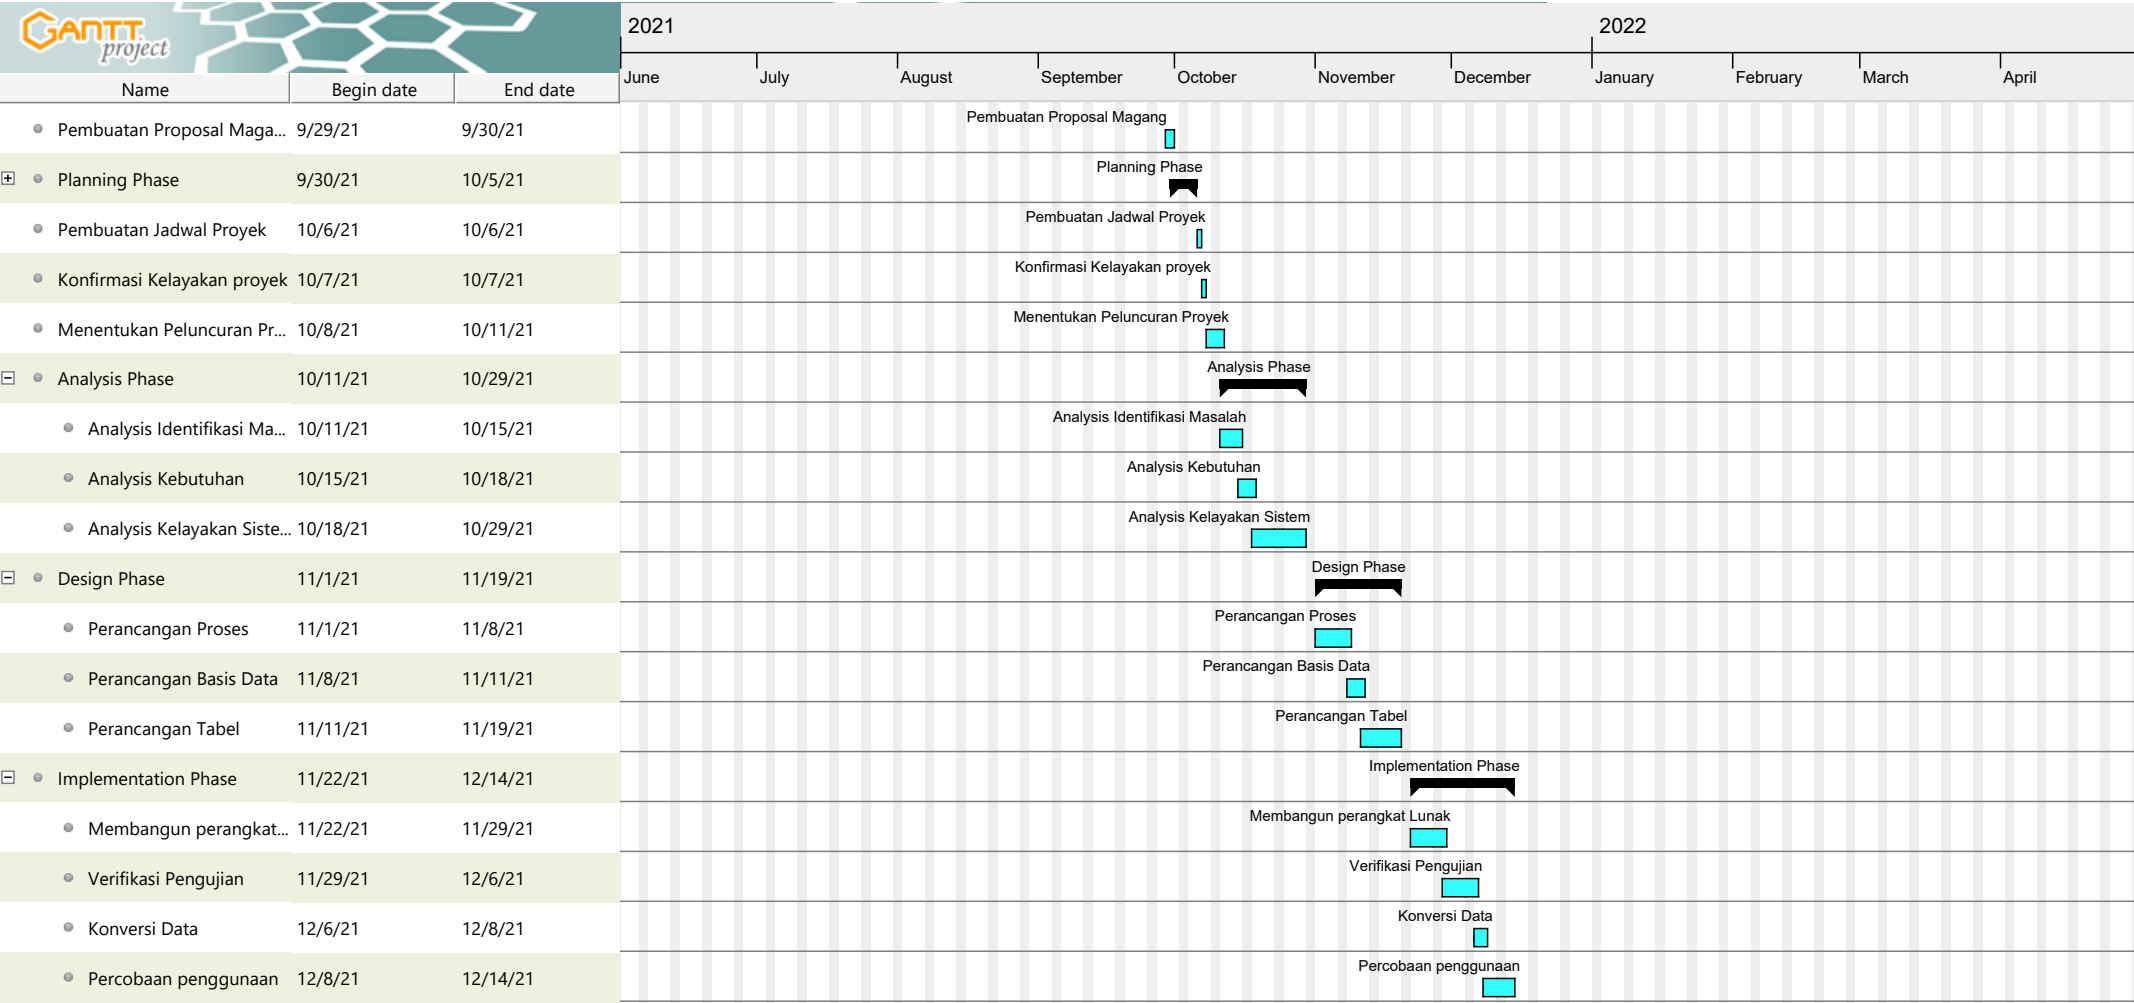 GANTT
project
2021
2022
June
July
August
September
October
November
December
January
February
March
April
Name Begin date End date
Pembuatan Proposal Maga... 9/29/21 9/30/21
Pembuatan Proposal Magang
Planning Phase 9/30/21 10/5/21
Planning Phase
Pembuatan Jadwal Proyek 10/6/21 10/6/21
Pembuatan Jadwal Proyek
Konfirmasi Kelayakan proyek 10/7/21 10/7/21
Konfirmasi Kelayakan proyek
Menentukan Peluncuran Pr... 10/8/21 10/11/21
Menentukan Peluncuran Proyek
Analysis Phase 10/11/21 10/29/21
Analysis Phase
Analysis Identifikasi Ma... 10/11/21 10/15/21
Analysis Identifikasi Masalah
Analysis Kebutuhan 10/15/21 10/18/21
Analysis Kebutuhan
Analysis Kelayakan Siste... 10/18/21 10/29/21
Analysis Kelayakan Sistem
Design Phase 11/1/21 11/19/21
Design Phase
Perancangan Proses 11/1/21 11/8/21
Perancangan Proses
Perancangan Basis Data 11/8/21 11/11/21
Perancangan Basis Data
Perancangan Tabel 11/11/21 11/19/21
Perancangan Tabel
Implementation Phase 11/22/21 12/14/21
Implementation Phase
Membangun perangkat... 11/22/21 11/29/21
Membangun perangkat Lunak
Verifikasi Pengujian 11/29/21 12/6/21
Verifikasi Pengujian
Konversi Data 12/6/21 12/8/21
Konversi Data
Percobaan penggunaan 12/8/21 12/14/21
Percobaan penggunaan